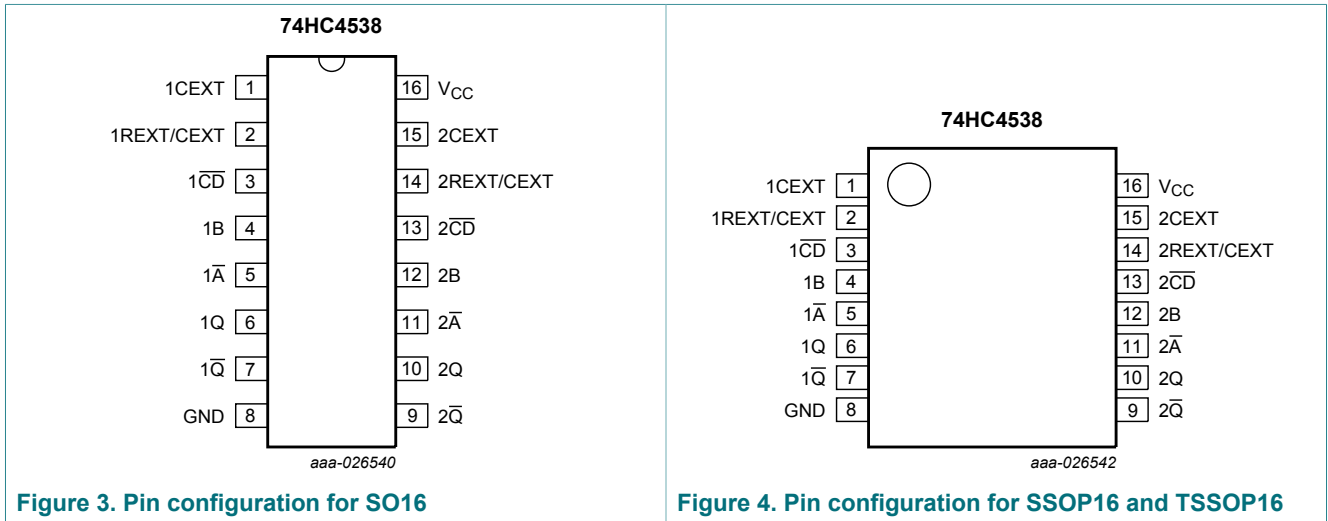 74HC4538
1CEXT 1 16 VCC
1REXT/CEXT 2 15 2CEXT
1C̅D̅ 3 14 2REXT/CEXT
1B 4 13 2C̅D̅
1A̅ 5 12 2B
1Q 6 11 2A̅
1Q̅ 7 10 2Q
GND 8 9 2Q̅
aaa-026540
Figure 3. Pin configuration for SO16
74HC4538
1CEXT 1 16 VCC
1REXT/CEXT 2 15 2CEXT
1C̅D̅ 3 14 2REXT/CEXT
1B 4 13 2C̅D̅
1A̅ 5 12 2B
1Q 6 11 2A̅
1Q̅ 7 10 2Q
GND 8 9 2Q̅
aaa-026542
Figure 4. Pin configuration for SSOP16 and TSSOP16